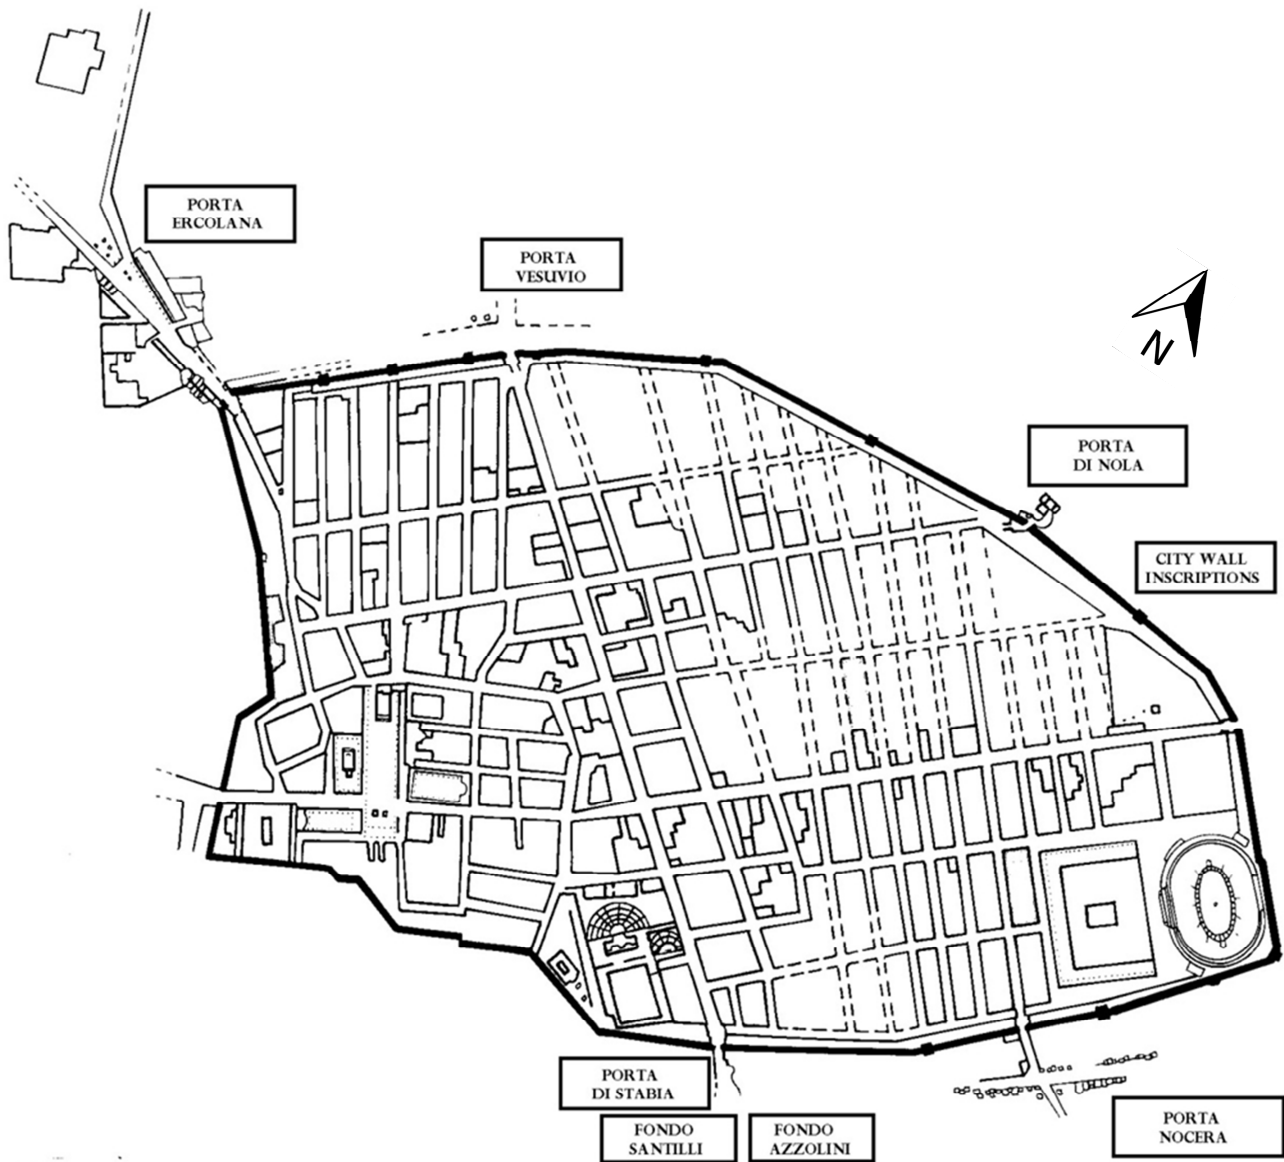 PORTA
ERCOLANA
PORTA
VESUVIO
N
PORTA
DI NOLA
CITY WALL
INSCRIPTIONS
PORTA
DI STABIA
FONDO
SANTILLI
FONDO
AZZOLINI
PORTA
NOCERA